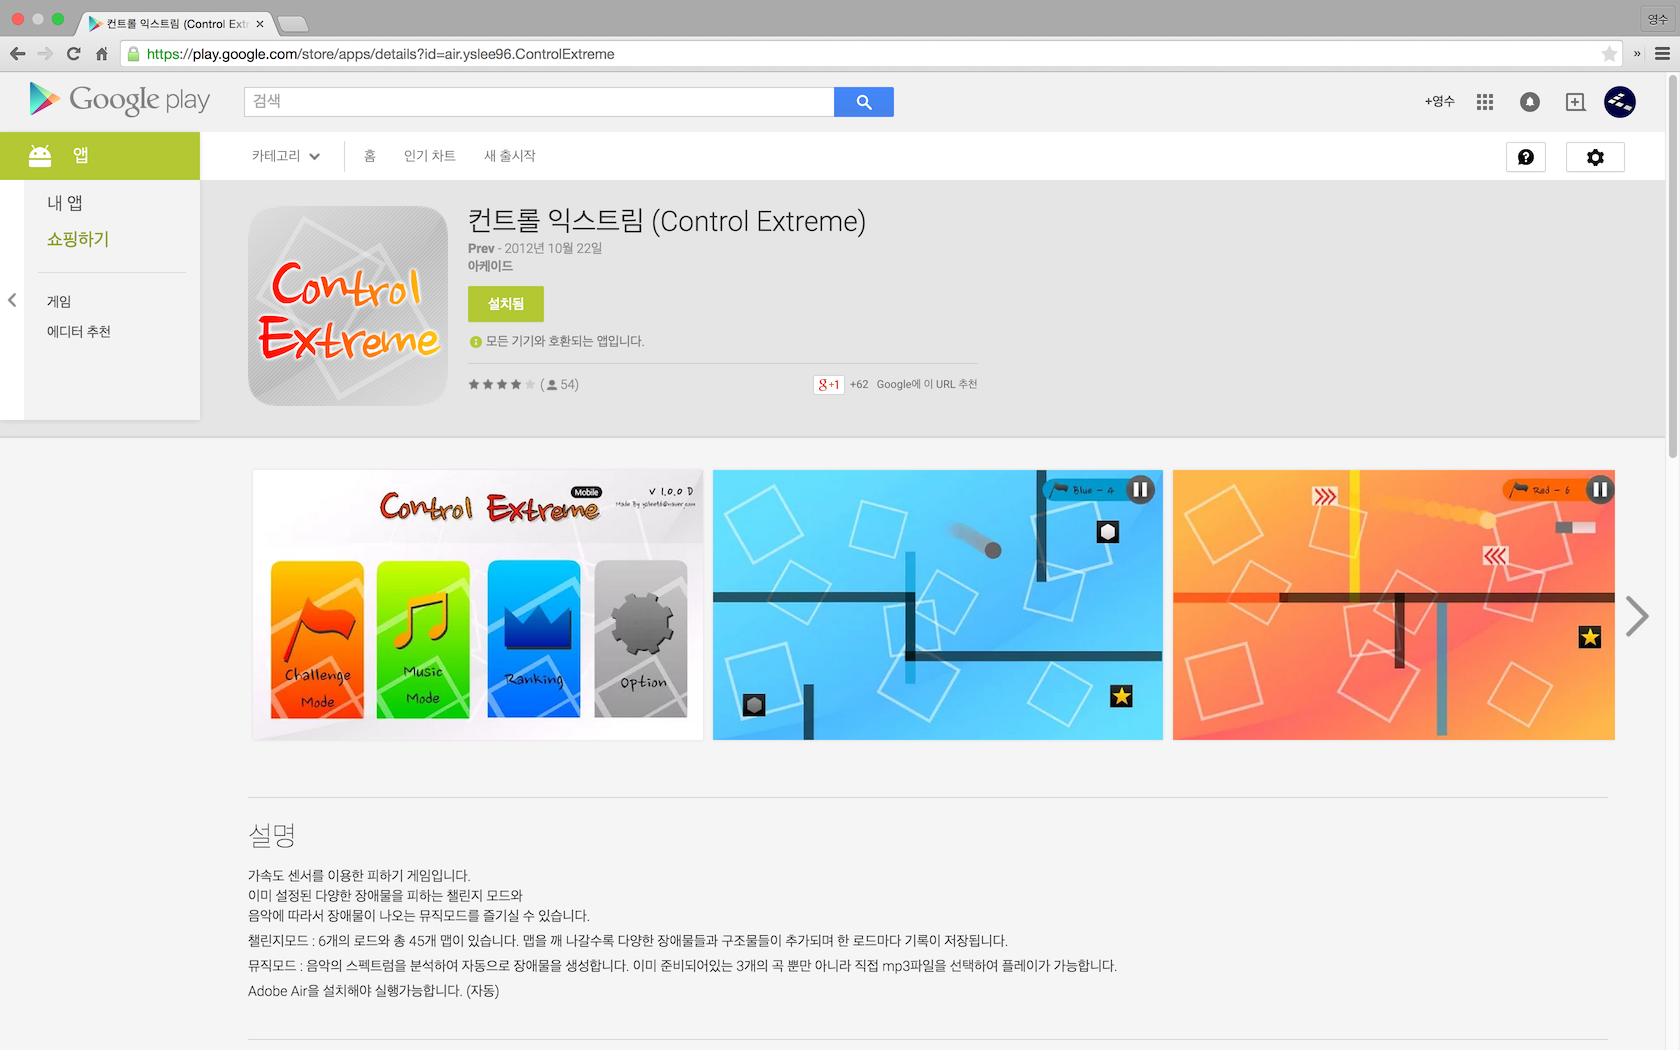 컨트롤 익스트림 (Control Extr
영수
https://play.google.com/store/apps/details?id=air.yslee96.ControlExtreme
Google play
검색
+영수
앱
카테고리
홈
인기 차트
새 출시작
내 앱
쇼핑하기
게임
에디터 추천
Control
Extreme
컨트롤 익스트림 (Control Extreme)
Prev - 2012년 10월 22일
아케이드
설치됨
모든 기기와 호환되는 앱입니다.
( 54)
g+1 +62 Google에 이 URL 추천
Control Extreme
Mobile
V 1.0.0 D
Challenge
Mode
Music
Mode
Ranking
Option
Blue - 4
Red - 6
설명
가속도 센서를 이용한 피하기 게임입니다.
이미 설정된 다양한 장애물을 피하는 챌린지 모드와
음악에 따라서 장애물이 나오는 뮤직모드를 즐기실 수 있습니다.
챌린지모드 : 6개의 로드와 총 45개 맵이 있습니다. 맵을 깨 나갈수록 다양한 장애물들과 구조물들이 추가되며 한 로드마다 기록이 저장됩니다.
뮤직모드 : 음악의 스펙트럼을 분석하여 자동으로 장애물을 생성합니다. 이미 준비되어있는 3개의 곡 뿐만 아니라 직접 mp3파일을 선택하여 플레이가 가능합니다.
Adobe Air을 설치해야 실행가능합니다. (자동)